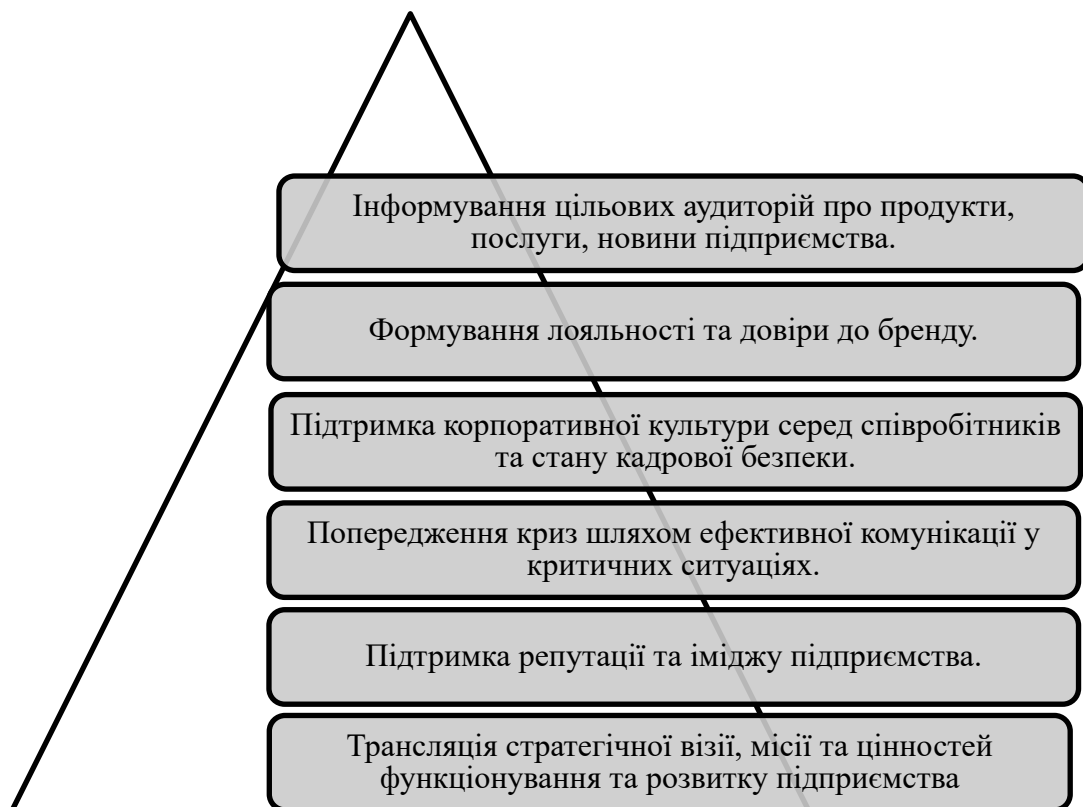 Інформування цільових аудиторій про продукти,
послуги, новини підприємства.
Формування лояльності та довіри до бренду.
Підтримка корпоративної культури серед співробітників
та стану кадрової безпеки.
Попередження криз шляхом ефективної комунікації у
критичних ситуаціях.
Підтримка репутації та іміджу підприємства.
Трансляція стратегічної візії, місії та цінностей
функціонування та розвитку підприємства